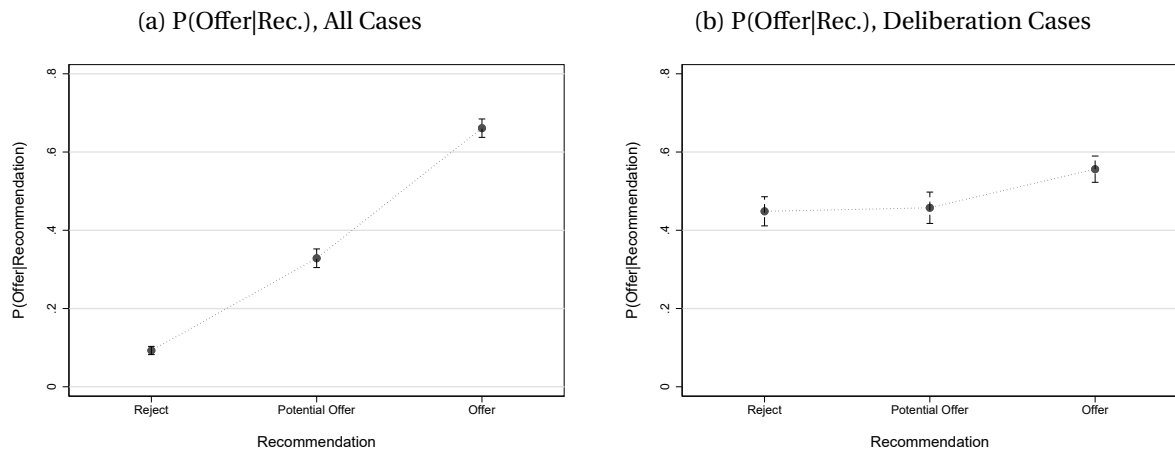 (a) P(Offer|Rec.), All Cases
P(Offer|Recommendation)
.8
.6
.4
.2
0
Reject
Potential Offer
Offer
Recommendation
(b) P(Offer|Rec.), Deliberation Cases
P(Offer|Recommendation)
.8
.6
.4
.2
0
Reject
Potential Offer
Offer
Recommendation